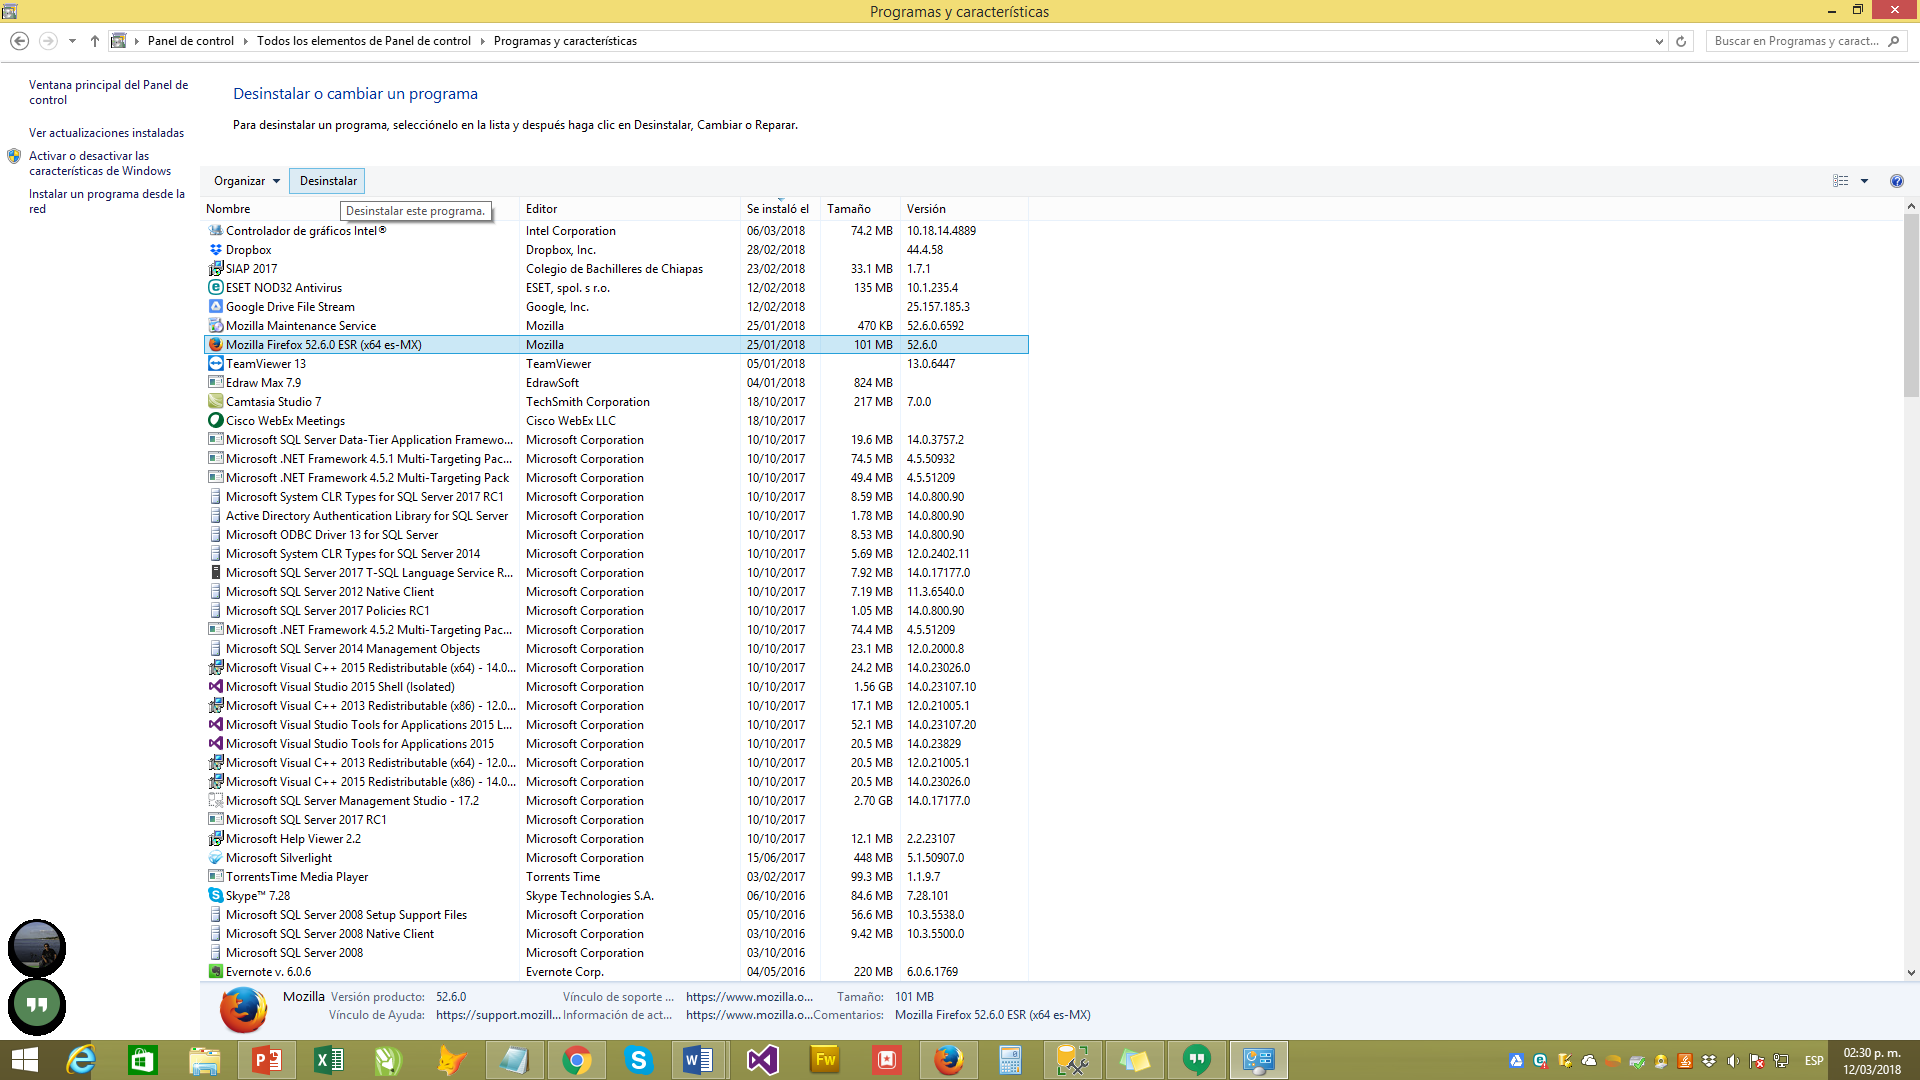 Programas y características
Panel de control
Todos los elementos de Panel de control
Programas y características
Buscar en Programas y caract...
Ventana principal del Panel de
control
Ver actualizaciones instaladas
Activar o desactivar las
características de Windows
Instalar un programa desde la
red
Desinstalar o cambiar un programa
Para desinstalar un programa, selecciónelo en la lista y después haga clic en Desinstalar, Cambiar o Reparar.
Organizar Desinstalar
Nombre Editor Se instaló el Tamaño Versión
Desinstalar este programa.
Controlador de gráficos Intel® Intel Corporation 06/03/2018 74.2 MB 10.18.14.4889
Dropbox Dropbox, Inc. 28/02/2018 44.4.58
SIAP 2017 Colegio de Bachilleres de Chiapas 23/02/2018 33.1 MB 1.7.1
ESET NOD32 Antivirus ESET, spol. s r.o. 12/02/2018 135 MB 10.1.235.4
Google Drive File Stream Google, Inc. 12/02/2018 25.157.185.3
Mozilla Maintenance Service Mozilla 25/01/2018 470 KB 52.6.0.6592
Mozilla Firefox 52.6.0 ESR (x64 es-MX) Mozilla 25/01/2018 101 MB 52.6.0
TeamViewer 13 TeamViewer 05/01/2018 13.0.6447
Edraw Max 7.9 EdrawSoft 04/01/2018 824 MB
Camtasia Studio 7 TechSmith Corporation 18/10/2017 217 MB 7.0.0
Cisco WebEx Meetings Cisco WebEx LLC 18/10/2017
Microsoft SQL Server Data-Tier Application Framewo... Microsoft Corporation 10/10/2017 19.6 MB 14.0.3757.2
Microsoft .NET Framework 4.5.1 Multi-Targeting Pac... Microsoft Corporation 10/10/2017 74.5 MB 4.5.50932
Microsoft .NET Framework 4.5.2 Multi-Targeting Pack Microsoft Corporation 10/10/2017 49.4 MB 4.5.51209
Microsoft System CLR Types for SQL Server 2017 RC1 Microsoft Corporation 10/10/2017 8.59 MB 14.0.800.90
Active Directory Authentication Library for SQL Server Microsoft Corporation 10/10/2017 1.78 MB 14.0.800.90
Microsoft ODBC Driver 13 for SQL Server Microsoft Corporation 10/10/2017 8.53 MB 14.0.800.90
Microsoft System CLR Types for SQL Server 2014 Microsoft Corporation 10/10/2017 5.69 MB 12.0.2402.11
Microsoft SQL Server 2017 T-SQL Language Service R... Microsoft Corporation 10/10/2017 7.92 MB 14.0.17177.0
Microsoft SQL Server 2012 Native Client Microsoft Corporation 10/10/2017 7.19 MB 11.3.6540.0
Microsoft SQL Server 2017 Policies RC1 Microsoft Corporation 10/10/2017 1.05 MB 14.0.800.90
Microsoft .NET Framework 4.5.2 Multi-Targeting Pac... Microsoft Corporation 10/10/2017 74.4 MB 4.5.51209
Microsoft SQL Server 2014 Management Objects Microsoft Corporation 10/10/2017 23.1 MB 12.0.2000.8
Microsoft Visual C++ 2015 Redistributable (x64) - 14.0... Microsoft Corporation 10/10/2017 24.2 MB 14.0.23026.0
Microsoft Visual Studio 2015 Shell (Isolated) Microsoft Corporation 10/10/2017 1.56 GB 14.0.23107.10
Microsoft Visual C++ 2013 Redistributable (x86) - 12.0... Microsoft Corporation 10/10/2017 17.1 MB 12.0.21005.1
Microsoft Visual Studio Tools for Applications 2015 L... Microsoft Corporation 10/10/2017 52.1 MB 14.0.23107.20
Microsoft Visual Studio Tools for Applications 2015 Microsoft Corporation 10/10/2017 20.5 MB 14.0.23829
Microsoft Visual C++ 2013 Redistributable (x64) - 12.0... Microsoft Corporation 10/10/2017 20.5 MB 12.0.21005.1
Microsoft Visual C++ 2015 Redistributable (x86) - 14.0... Microsoft Corporation 10/10/2017 20.5 MB 14.0.23026.0
Microsoft SQL Server Management Studio - 17.2 Microsoft Corporation 10/10/2017 2.70 GB 14.0.17177.0
Microsoft SQL Server 2017 RC1 Microsoft Corporation 10/10/2017
Microsoft Help Viewer 2.2 Microsoft Corporation 10/10/2017 12.1 MB 2.2.23107
Microsoft Silverlight Microsoft Corporation 15/06/2017 448 MB 5.1.50907.0
TorrentsTime Media Player Torrents Time 03/02/2017 99.3 MB 1.1.9.7
Skype™ 7.28 Skype Technologies S.A. 06/10/2016 84.6 MB 7.28.101
Microsoft SQL Server 2008 Setup Support Files Microsoft Corporation 05/10/2016 56.6 MB 10.3.5538.0
Microsoft SQL Server 2008 Native Client Microsoft Corporation 03/10/2016 9.42 MB 10.3.5500.0
Microsoft SQL Server 2008 Microsoft Corporation 03/10/2016
Evernote v. 6.0.6 Evernote Corp. 04/05/2016 220 MB 6.0.6.1769
Mozilla Versión producto: 52.6.0 Vínculo de soporte ... https://www.mozilla.o... Tamaño: 101 MB
Vínculo de Ayuda: https://support.mozill... Información de act... https://www.mozilla.o... Comentarios: Mozilla Firefox 52.6.0 ESR (x64 es-MX)
Fw
ESP
02:30 p. m.
12/03/2018